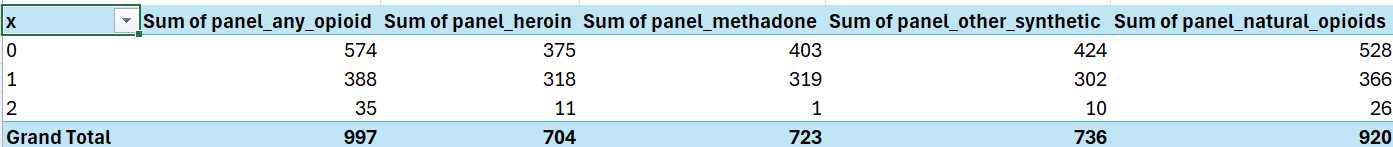 x Sum of panel_any_opioid Sum of panel_heroin Sum of panel_methadone Sum of panel_other_synthetic Sum of panel_natural_opioids
0 574 375 403 424 528
1 388 318 319 302 366
2 35 11 1 10 26
Grand Total 997 704 723 736 920